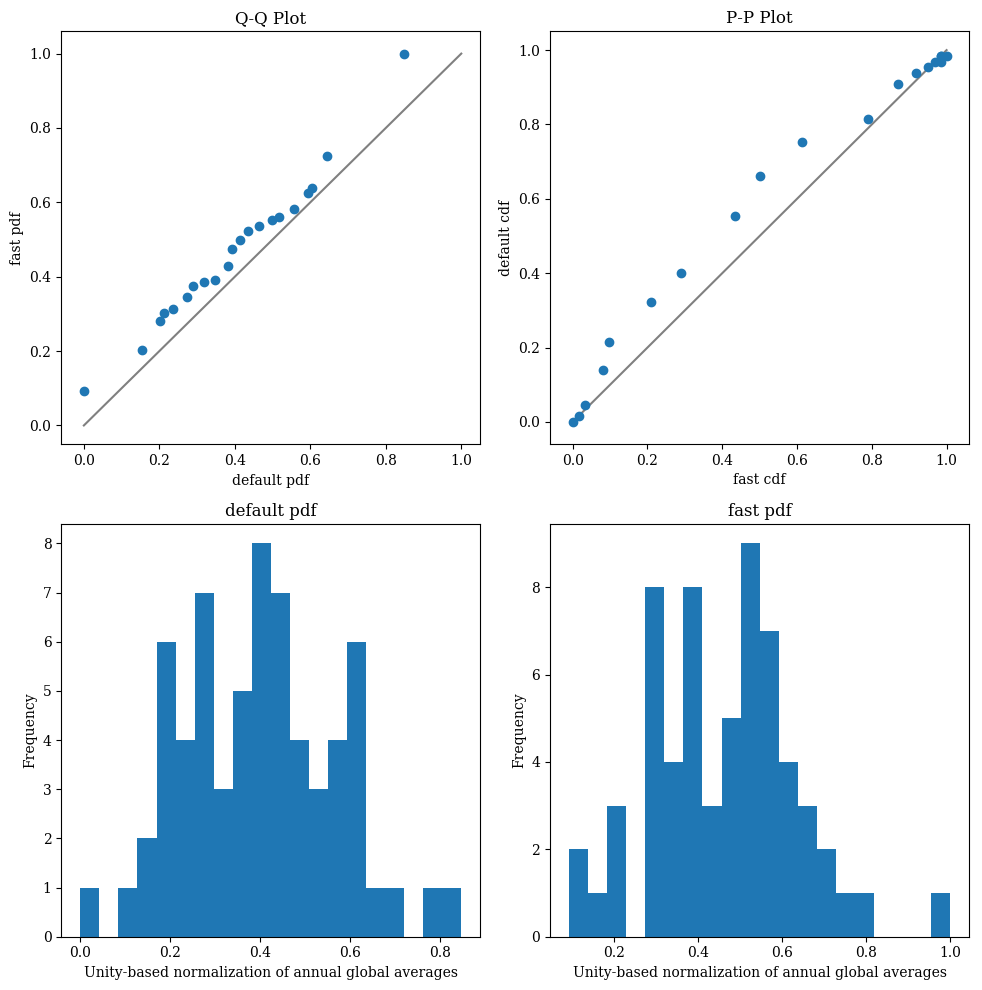 Q-Q Plot
1.0
0.8
0.6
0.4
0.2
0.0
fast pdf
0.0 0.2 0.4 0.6 0.8 1.0
default pdf
P-P Plot
1.0
0.8
0.6
0.4
0.2
0.0
default cdf
0.0 0.2 0.4 0.6 0.8 1.0
fast cdf
default pdf
8
7
6
5
4
3
2
1
0
Frequency
0.0 0.2 0.4 0.6 0.8
Unity-based normalization of annual global averages
fast pdf
8
6
4
2
0
Frequency
0.2 0.4 0.6 0.8 1.0
Unity-based normalization of annual global averages